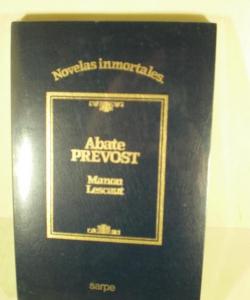 Novelas inmortales.
Abate
PREVOST
Manon
Lescaut
sarpe